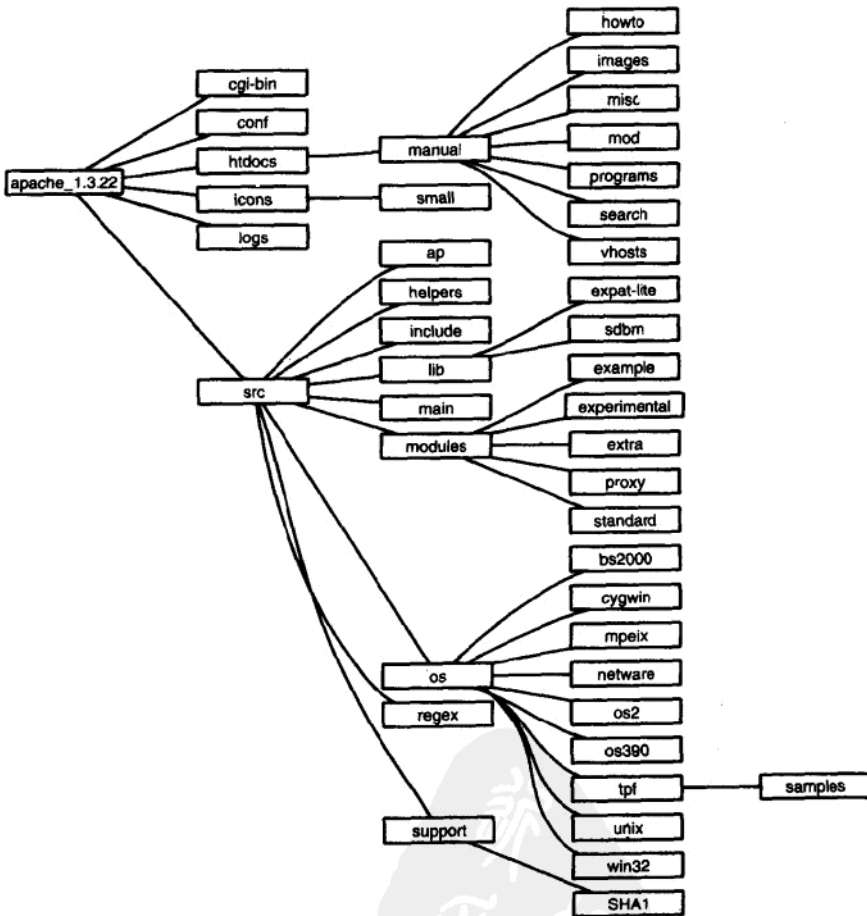 howto
images
misc
mod
programs
search
vhosts
cgi-bin
conf
htdocs
icons
logs
manual
small
apache_1.3.22
ap
helpers
include
lib
main
modules
src
expat-lite
sdbm
example
experimental
extra
proxy
standard
os
regex
support
bs2000
cygwin
mpeix
netware
os2
os390
tpf
unix
win32
SHA1
samples